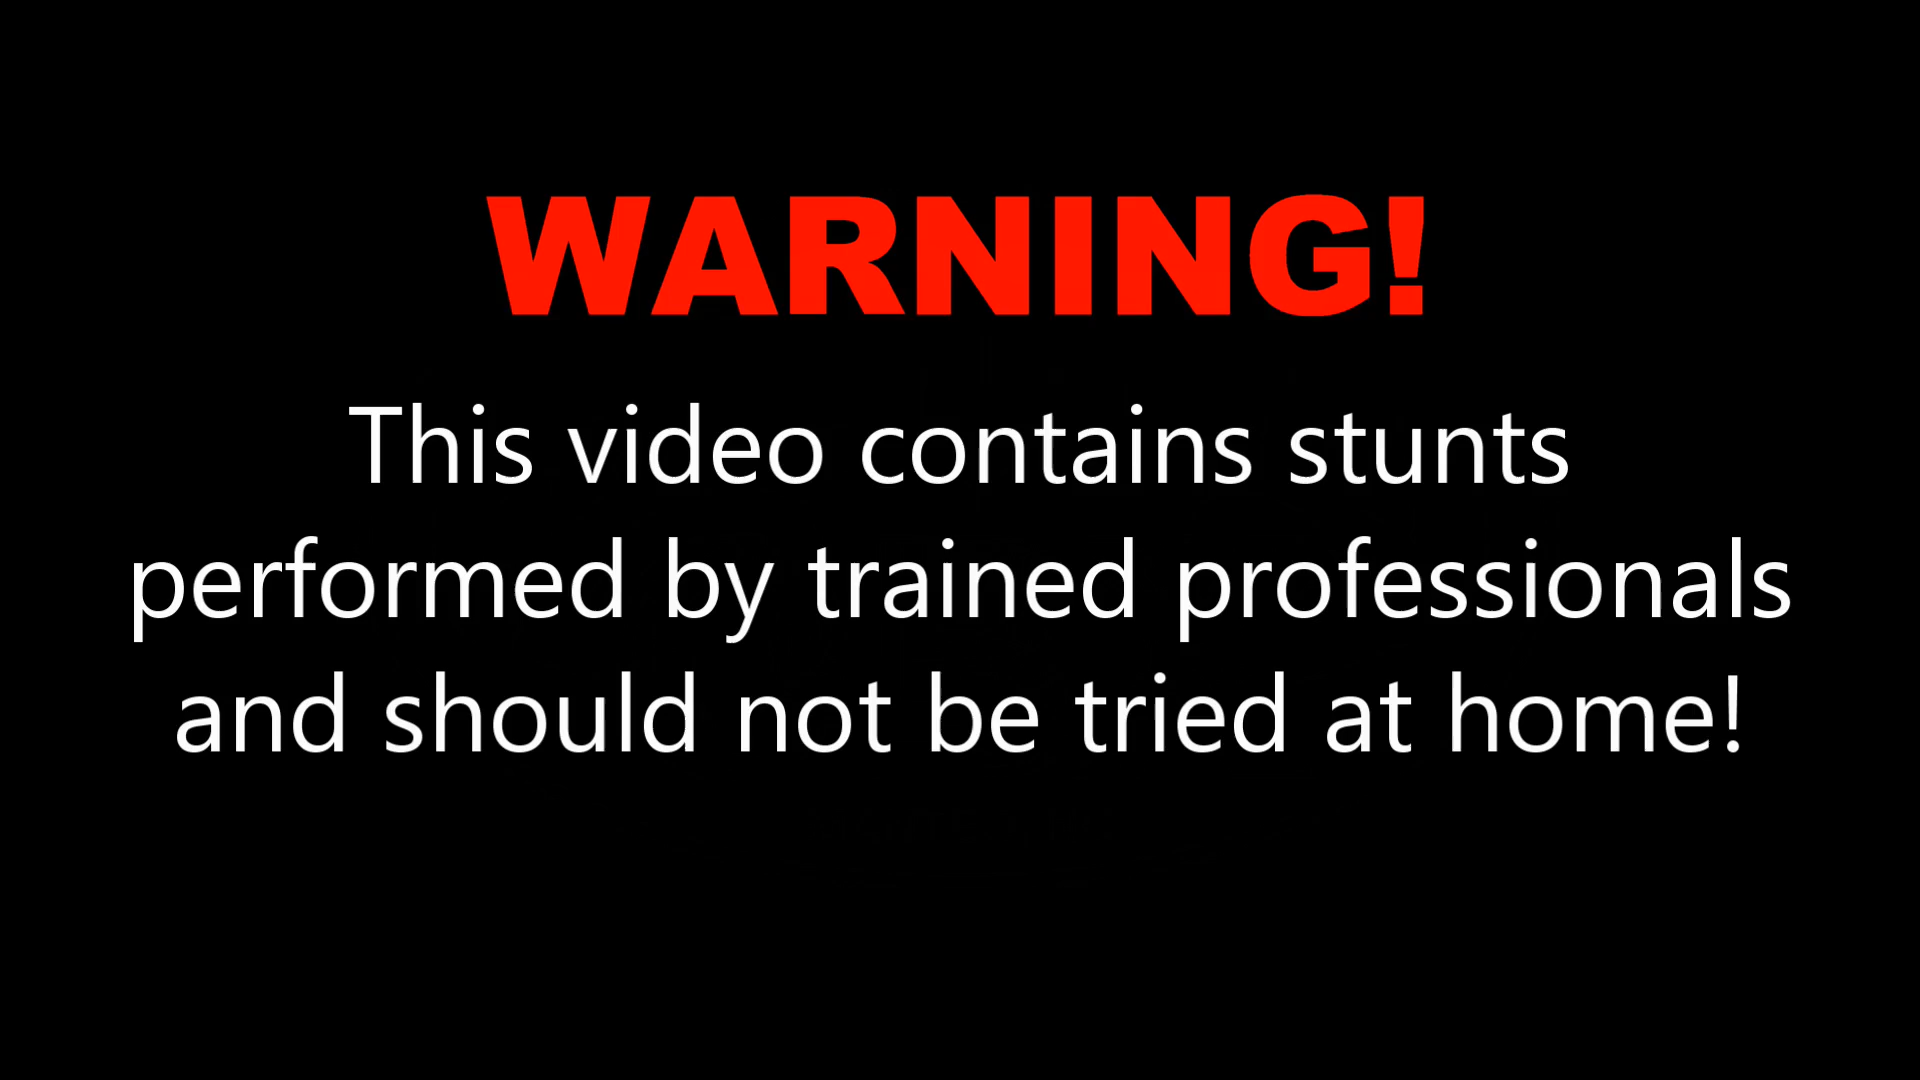 WARNING!
This video contains stunts
performed by trained professionals
and should not be tried at home!